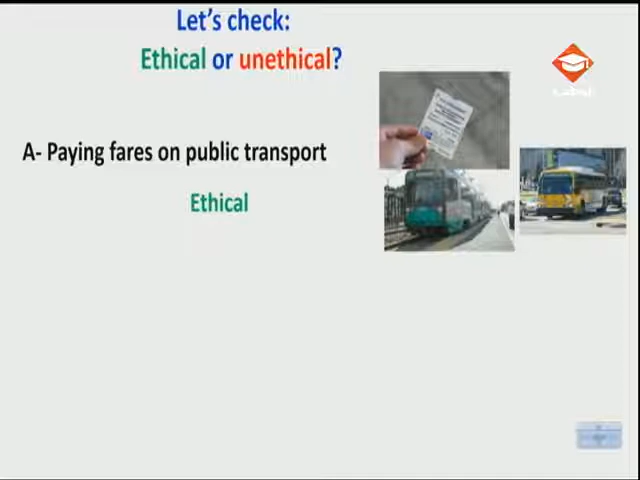 Let's check:
Ethical or unethical?
A- Paying fares on public transport
Ethical